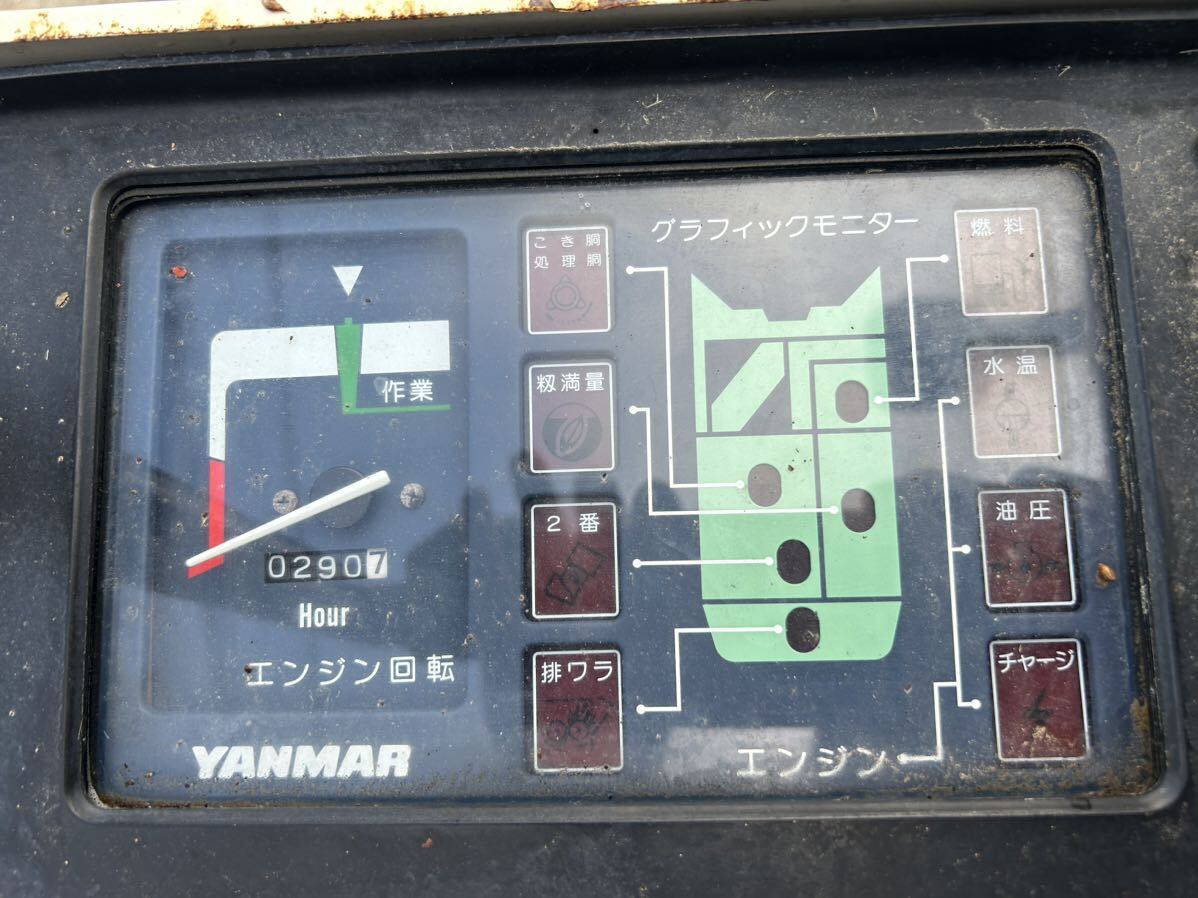 作業
02907
Hour
エンジン回転
YANMAR
こき胴
処理胴
籾満量
2番
排ワラ
グラフィックモニター
燃料
水温
油圧
チャージ
エンジン